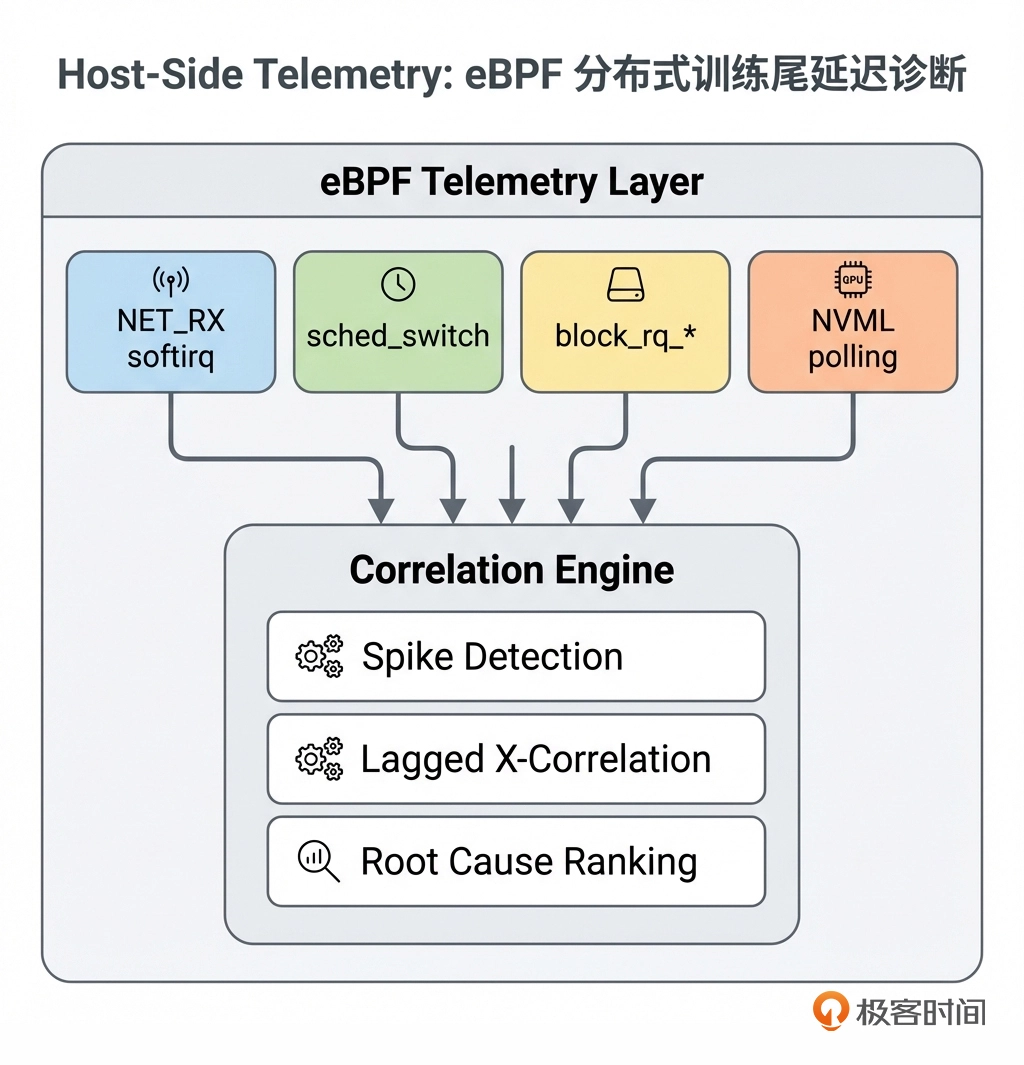 Host-Side Telemetry: eBPF 分布式训练尾延迟诊断
eBPF Telemetry Layer
NET_RX
softirq
sched_switch
block_rq_*
GPU
NVML
polling
Correlation Engine
Spike Detection
Lagged X-Correlation
Root Cause Ranking
极客时间